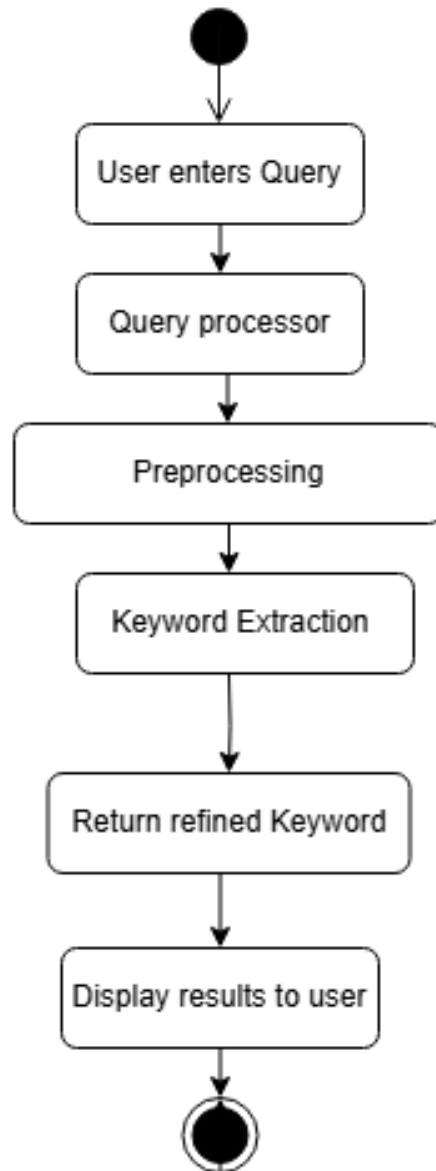 User enters Query
Query processor
Preprocessing
Keyword Extraction
Return refined Keyword
Display results to user